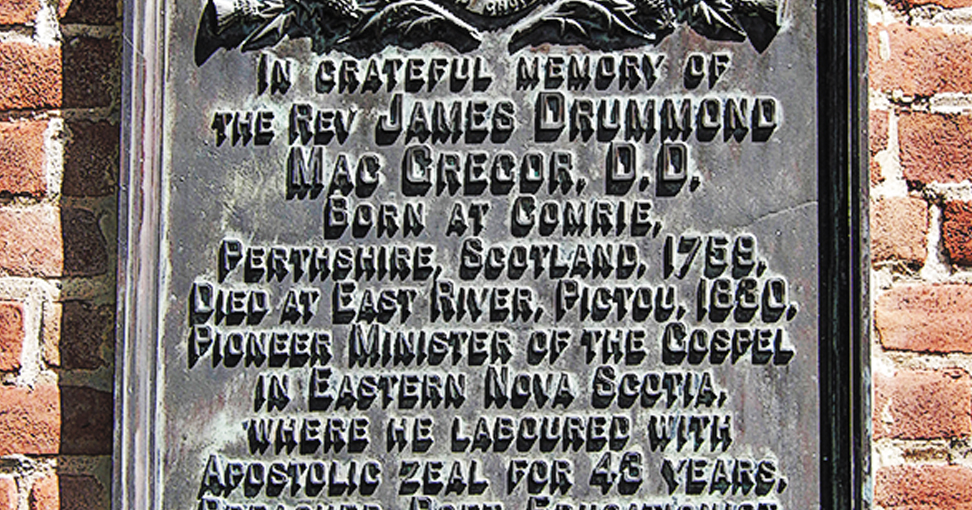 IN GRATEFUL MEMORY OF
THE REV JAMES DRUMMOND
MAC GREGOR, D.D.
BORN AT COMRIE,
PERTHSHIRE, SCOTLAND, 1759.
DIED AT EAST RIVER, PICTOU, 1830,
PIONEER MINISTER OF THE GOSPEL
IN EASTERN NOVA SCOTIA,
WHERE HE LABOURED WITH
APOSTOLIC ZEAL FOR 43 YEARS.